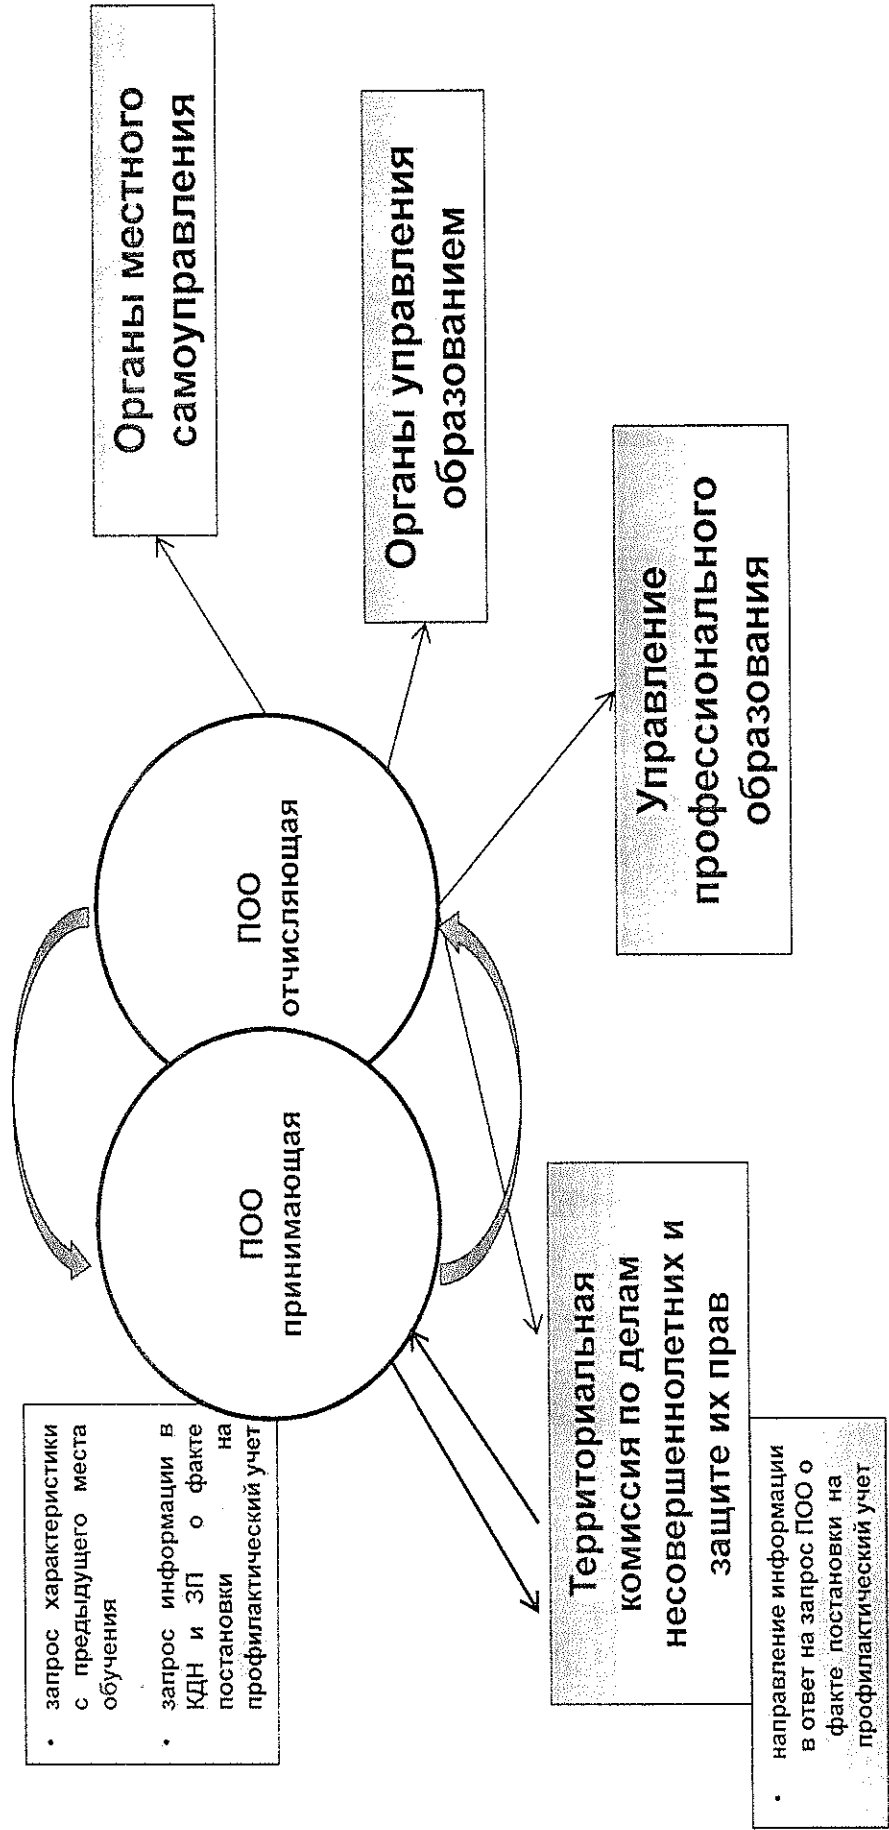 • запрос характеристики
с предыдущего места
обучения
• запрос информации в
КДН и ЗП о факте
постановки на
профилактический учет
ПОО
принимающая
ПОО
отчисляющая
Органы местного
самоуправления
Органы управления
образованием
Управление
профессионального
образования
Территориальная
комиссия по делам
несовершеннолетних и
защите их прав
• направление информации
в ответ на запрос ПОО о
факте постановки на
профилактический учет